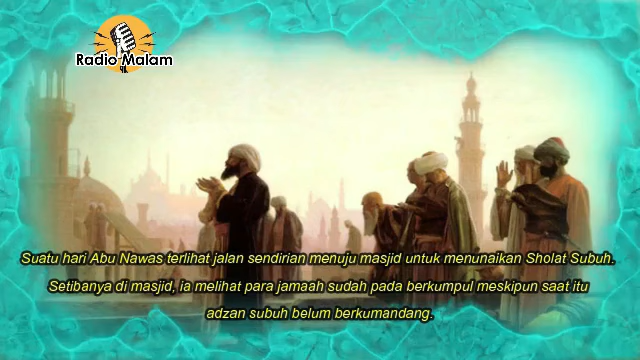 Radio Malam
Suatu hari Abu Nawas terlihat jalan sendirian menuju masjid untuk menunaikan Sholat Subuh.
Setibanya di masjid, ia melihat para jamaah sudah pada berkumpul meskipun saat itu
adzan subuh belum berkumandang.